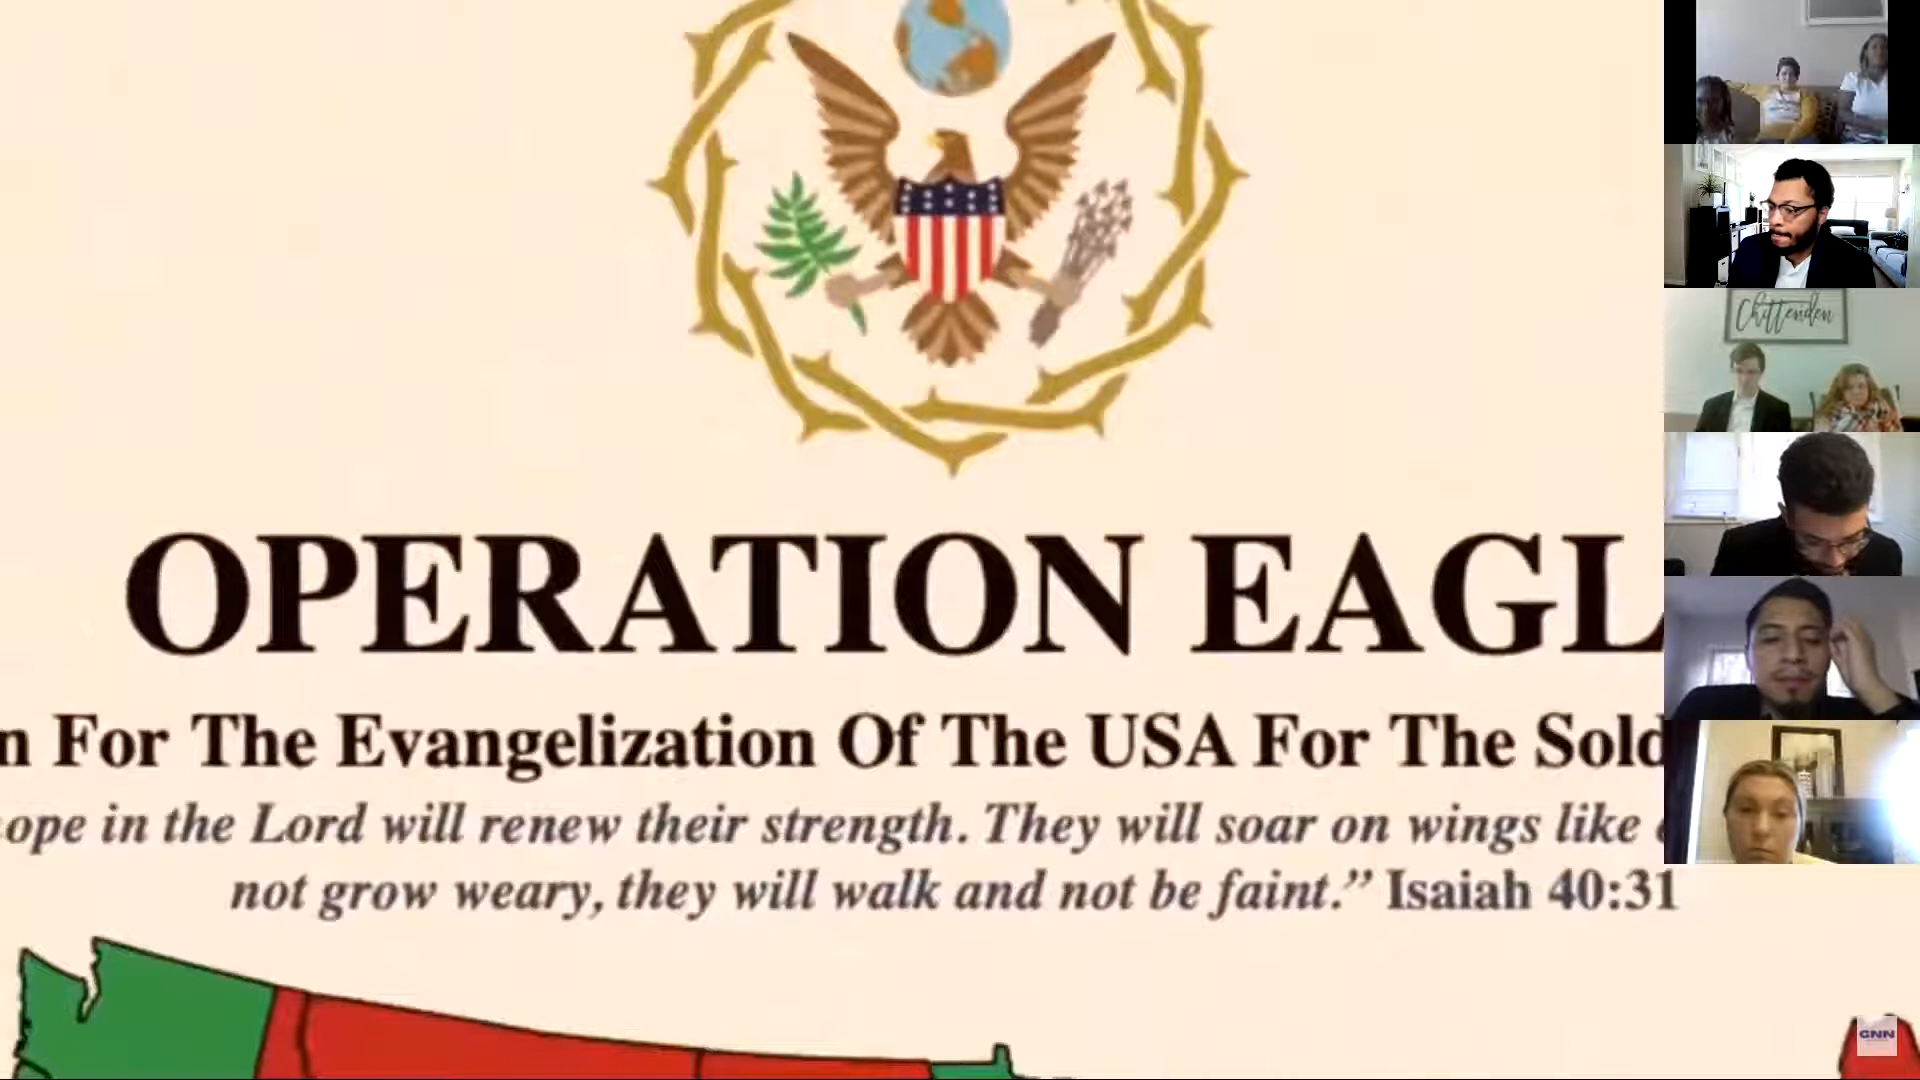 Chittenden
OPERATION EAGL
n For The Evangelization Of The USA For The Sold
ope in the Lord will renew their strength. They will soar on wings like
not grow weary, they will walk and not be faint.” Isaiah 40:31
GNN